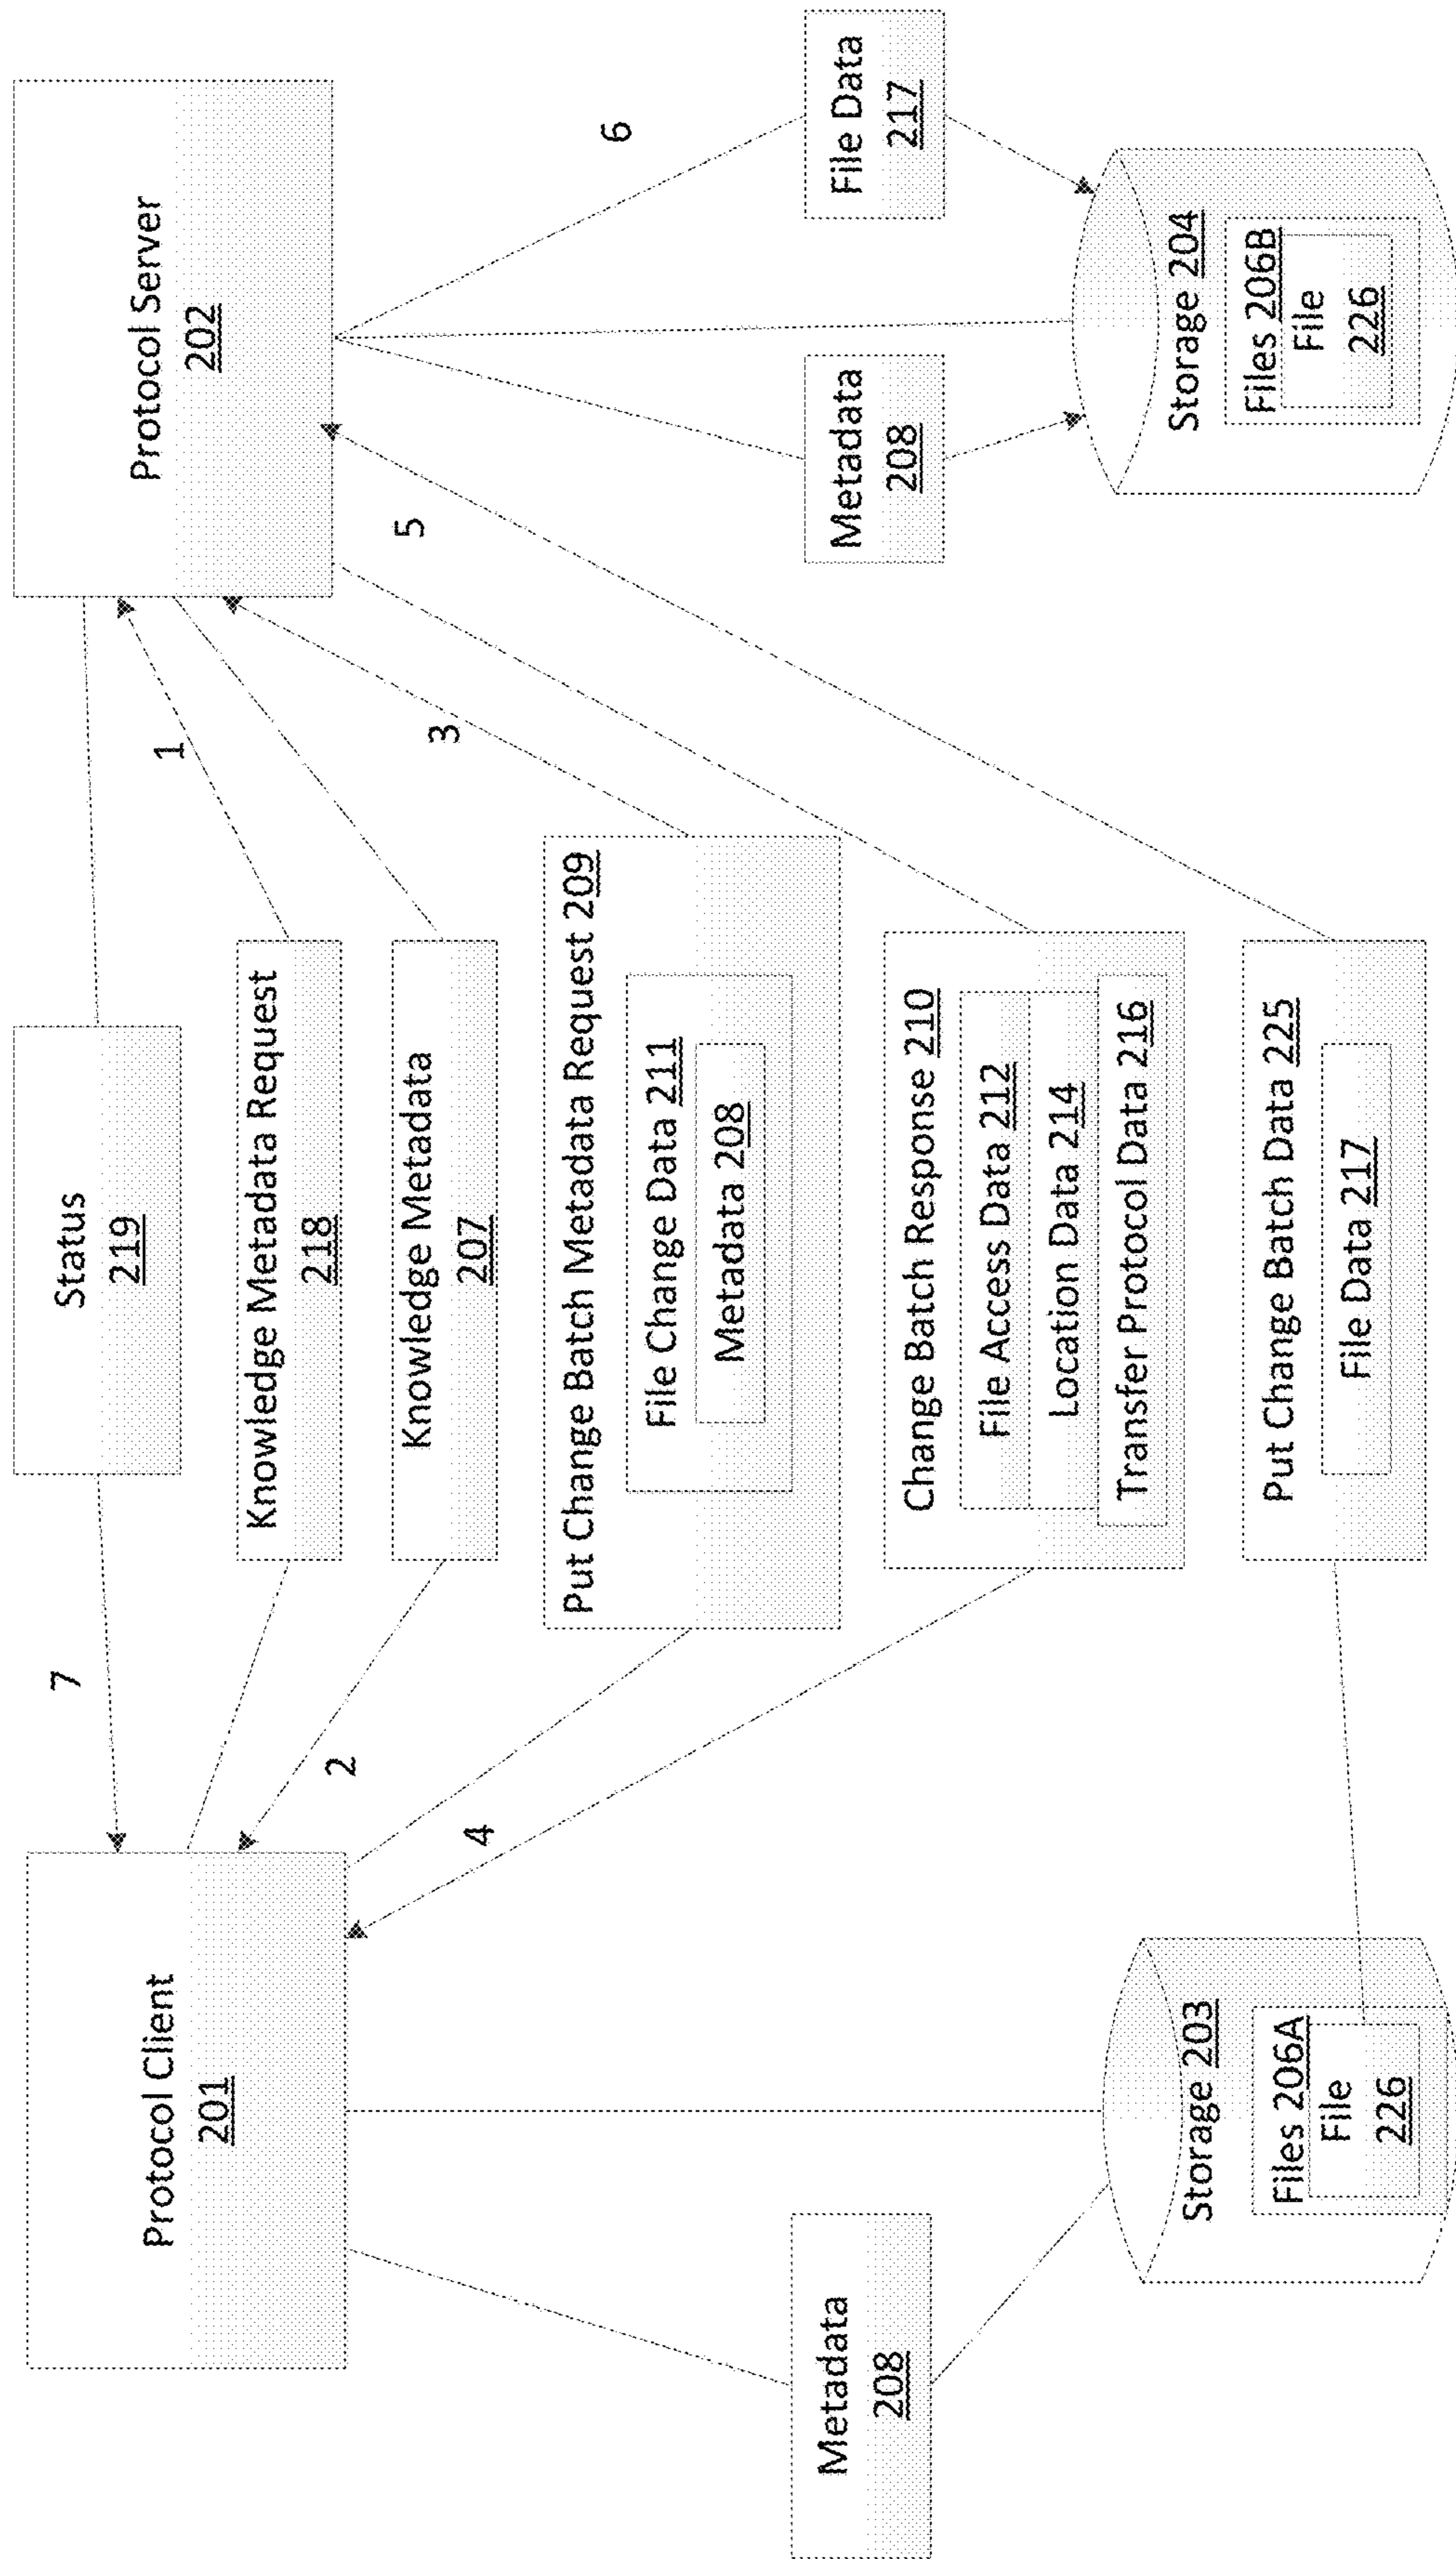 Protocol Client
201
7
Status
219
Protocol Server
202
1
Knowledge Metadata Request
218
2
Knowledge Metadata
207
3
Put Change Batch Metadata Request 209
File Change Data 211
Metadata 208
4
Change Batch Response 210
File Access Data 212
Location Data 214
Transfer Protocol Data 216
5
Put Change Batch Data 225
File Data 217
6
Metadata
208
Storage 203
Files 206A
File
226
Metadata
208
File Data
217
Storage 204
Files 206B
File
226